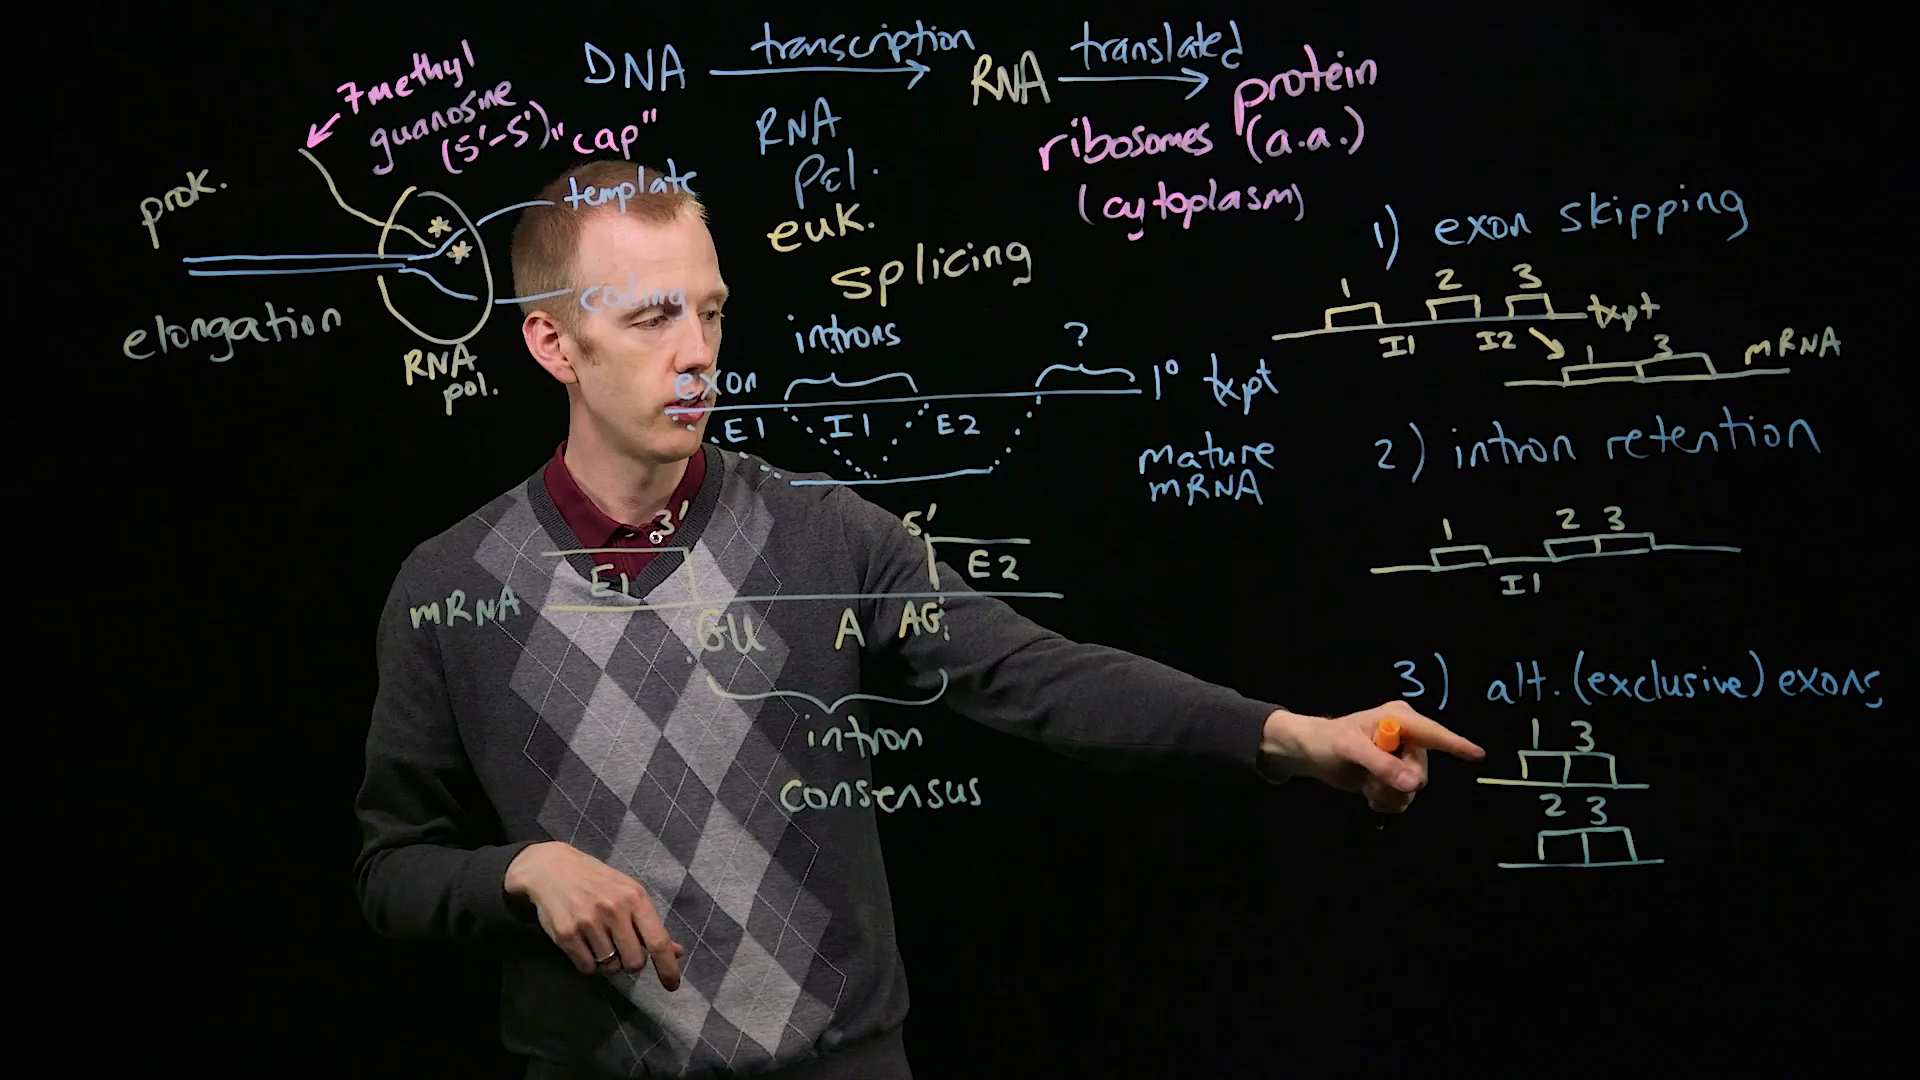 DNA transcription RNA translated protein
7methyl
guanosine
(5'-5') "cap"
RNA
pol.
ribosomes (a.a.)
(cytoplasm)
prok.
* *
template
coding
elongation
RNA
pol.
euk.
splicing
introns
?
exon
1° txpt
E1 I1 E2
mature
mRNA
3' 5'
E1 E2
mRNA
GU A AG
intron
consensus
1) exon skipping
1 2 3
txpt
I1 I2
1 3 mRNA
2) intron retention
1 2 3
I1
3) alt. (exclusive) exons
1 3
2 3